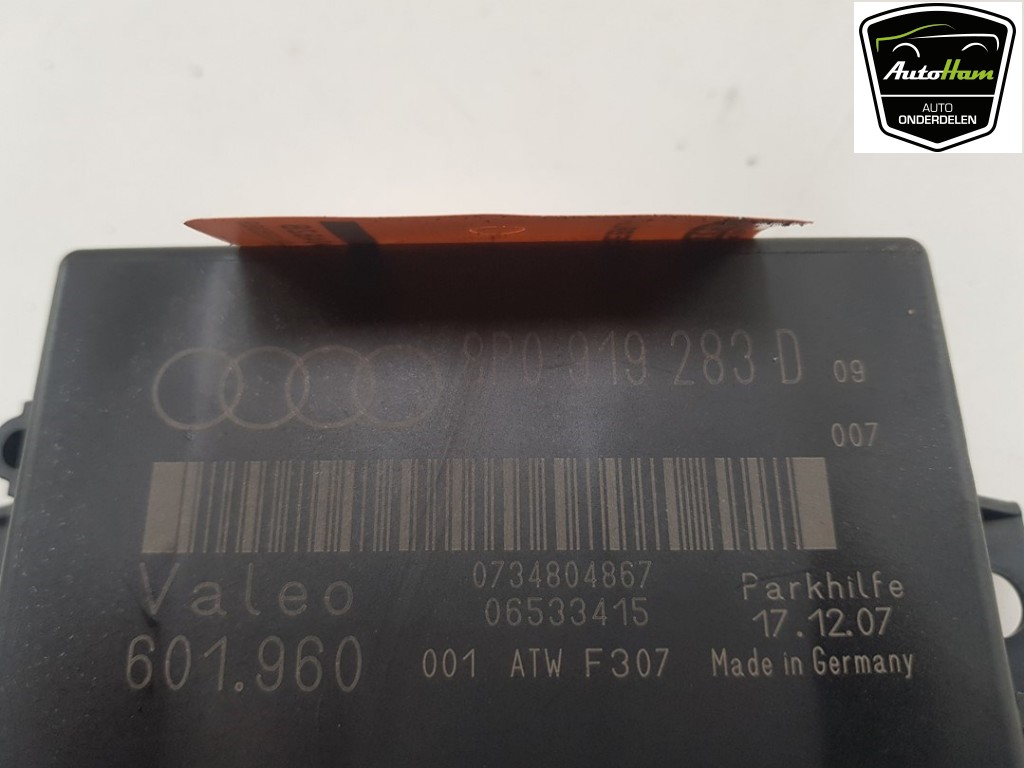 AutoHam
AUTO
ONDERDELEN
8P0 919 283 D 09
007
Valeo
0734804867
06533415
Parkhilfe
17.12.07
601.960
001 ATW F307
Made in Germany